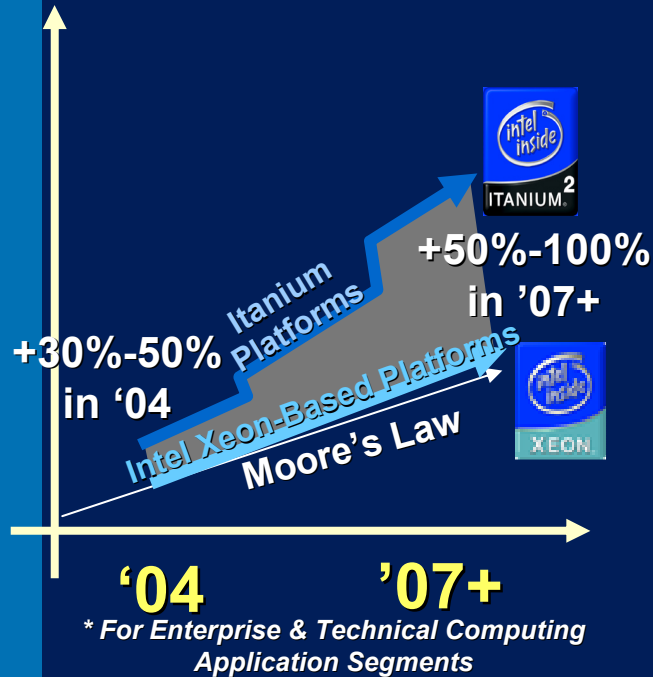 intel
inside
ITANIUM® 2
+50%-100%
in ’07+
Itanium
Platforms
+30%-50%
in ‘04
Intel Xeon-Based Platforms
Moore’s Law
intel
inside
XEON
‘04
’07+
* For Enterprise & Technical Computing
Application Segments